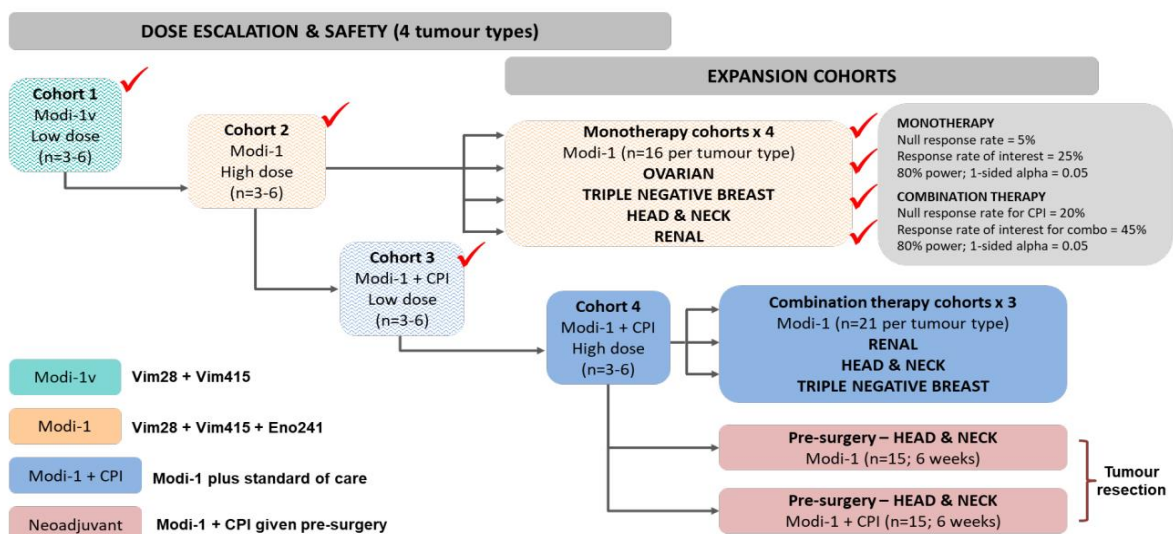 DOSE ESCALATION & SAFETY (4 tumour types)
EXPANSION COHORTS
Cohort 1
Modi-1v
Low dose
(n=3-6)
Cohort 2
Modi-1
High dose
(n=3-6)
Monotherapy cohorts x 4
Modi-1 (n=16 per tumour type)
OVARIAN
TRIPLE NEGATIVE BREAST
HEAD & NECK
RENAL
MONOTHERAPY
Null response rate = 5%
Response rate of interest = 25%
80% power; 1-sided alpha = 0.05
COMBINATION THERAPY
Null response rate for CPI = 20%
Response rate of interest for combo = 45%
80% power; 1-sided alpha = 0.05
Cohort 3
Modi-1 + CPI
Low dose
(n=3-6)
Cohort 4
Modi-1 + CPI
High dose
(n=3-6)
Combination therapy cohorts x 3
Modi-1 (n=21 per tumour type)
RENAL
HEAD & NECK
TRIPLE NEGATIVE BREAST
Modi-1v
Vim28 + Vim415
Modi-1
Vim28 + Vim415 + Eno241
Modi-1 + CPI
Modi-1 plus standard of care
Neoadjuvant
Modi-1 + CPI given pre-surgery
Pre-surgery – HEAD & NECK
Modi-1 (n=15; 6 weeks)
Pre-surgery – HEAD & NECK
Modi-1 + CPI (n=15; 6 weeks)
Tumour
resection